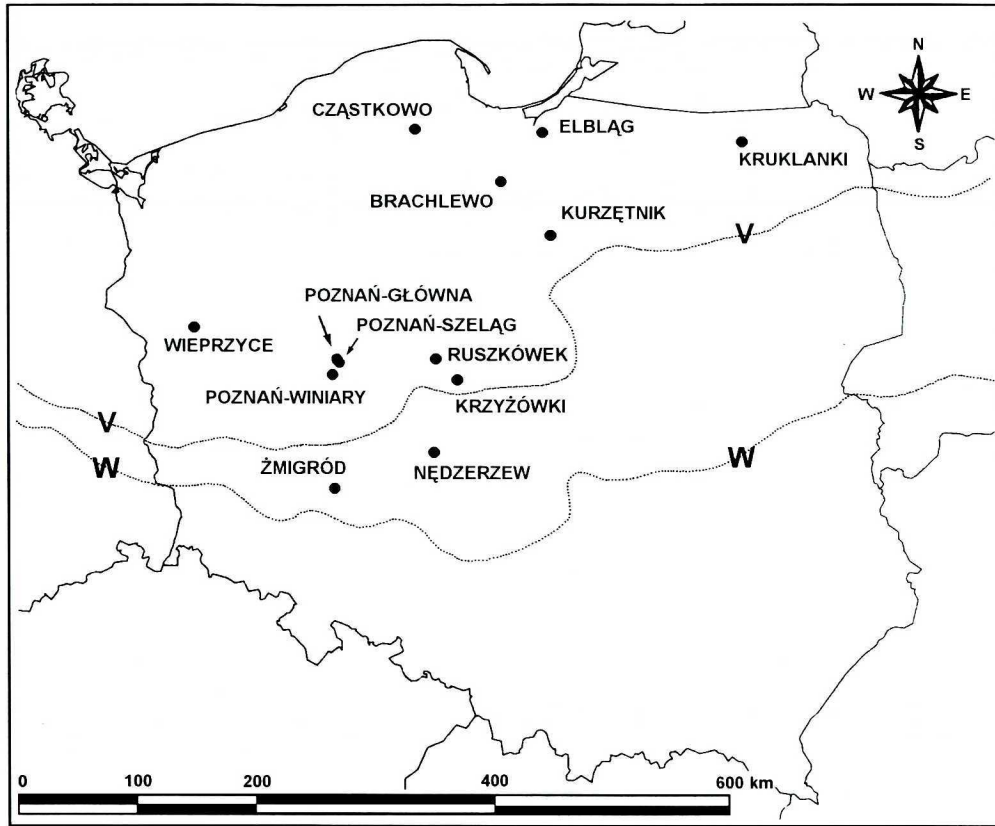 N
W E
S
CZĄSTKOWO
ELBLĄG
KRUKLANKI
BRACHLEWO
KURZĘTNIK
V
POZNAŃ-GŁÓWNA
POZNAŃ-SZELĄG
WIEPRZYCE
RUSZKÓWEK
POZNAŃ-WINIARY
KRZYŻÓWKI
V
W
ŻMIGRÓD
NĘDZERZEW
W
0 100 200 400 600 km